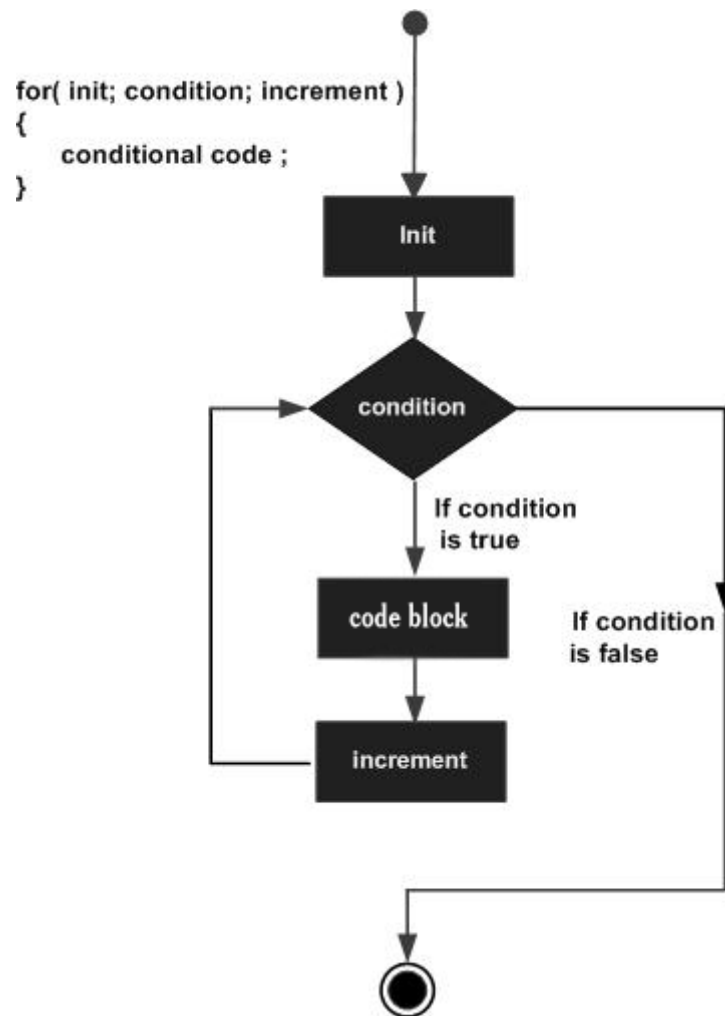 for( init; condition; increment )
{
conditional code ;
}
Init
condition
If condition
is true
code block
If condition
is false
increment